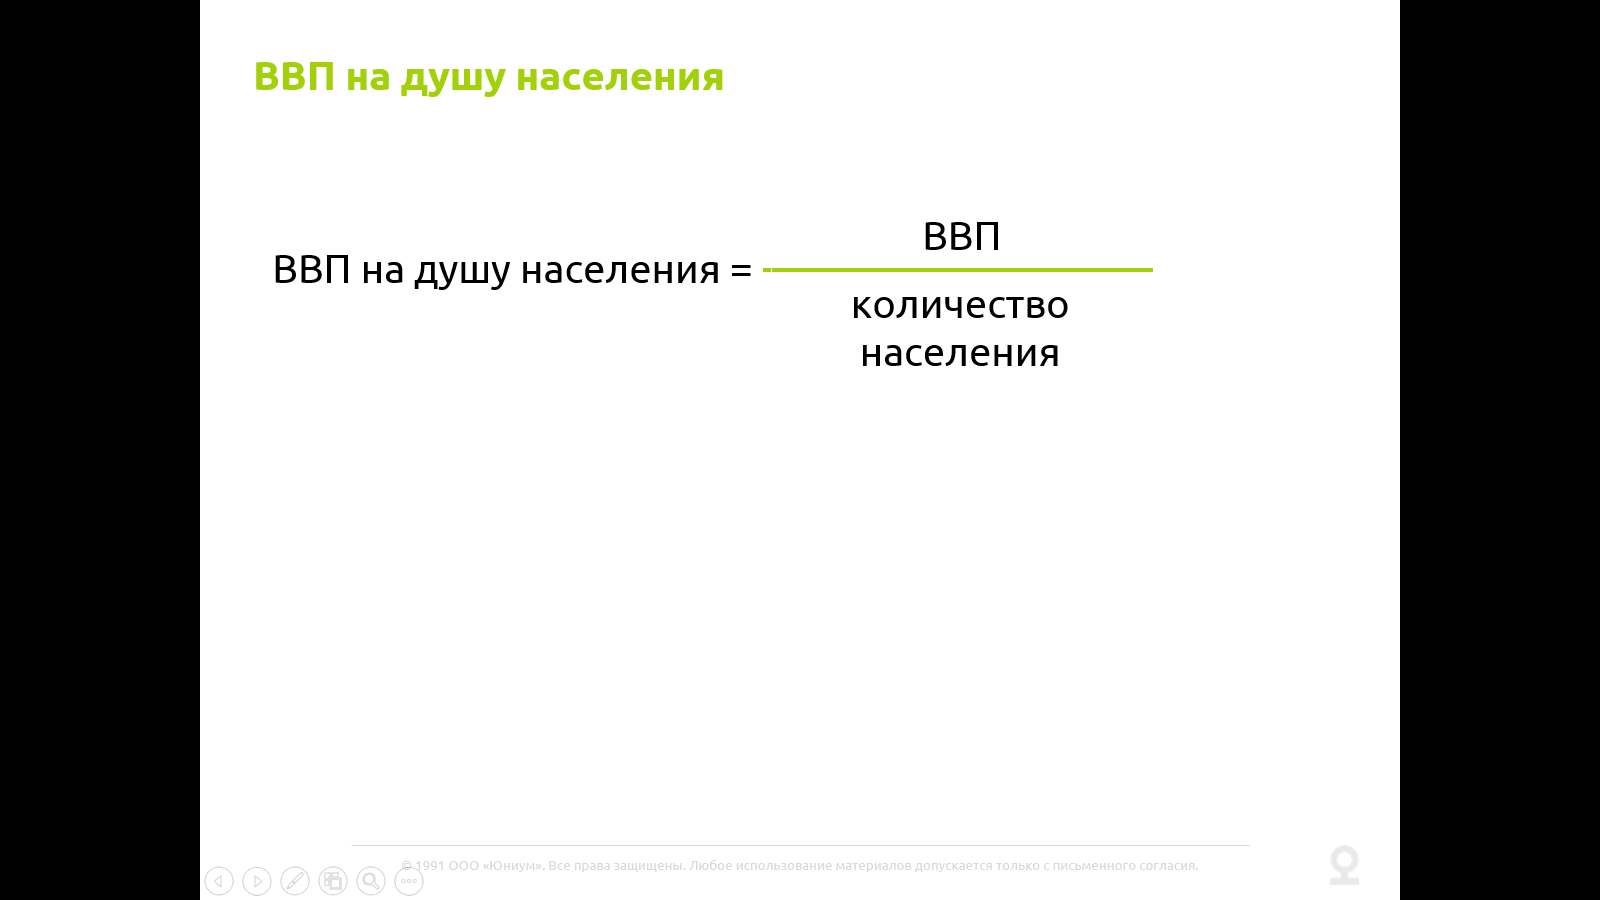 ВВП на душу населения
ВВП
ВВП на душу населения =
количество
населения
© 1991 ООО «Юниум». Все права защищены. Любое использование материалов допускается только с письменного согласия.